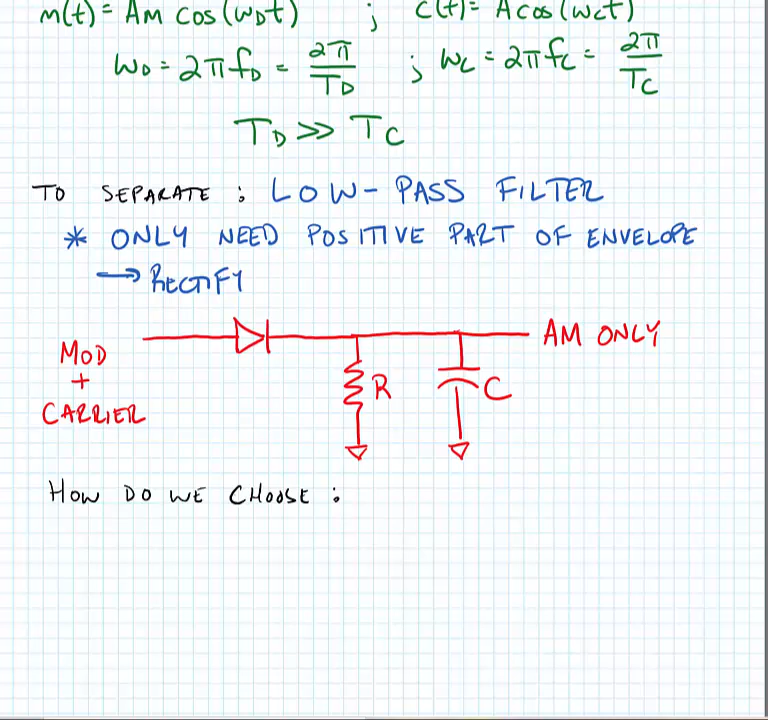 m(t) = Am cos(ωDt) ; c(t) = A cos(ωct)
ωD = 2πfD = 2π/TD ; ωC = 2πfC = 2π/TC
TD >> TC
TO SEPARATE : LOW-PASS FILTER
* ONLY NEED POSITIVE PART OF ENVELOPE
→ RECTIFY
AM ONLY
MOD
+
CARRIER
R
C
HOW DO WE CHOOSE :